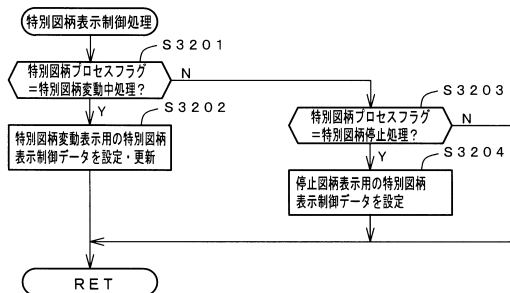 特別図柄表示制御処理
S3201
特別図柄プロセスフラグ
＝特別図柄変動中処理？
N
Y
S3202
特別図柄変動表示用の特別図柄
表示制御データを設定・更新
S3203
特別図柄プロセスフラグ
＝特別図柄停止処理？
N
Y
S3204
停止図柄表示用の特別図柄
表示制御データを設定
RET